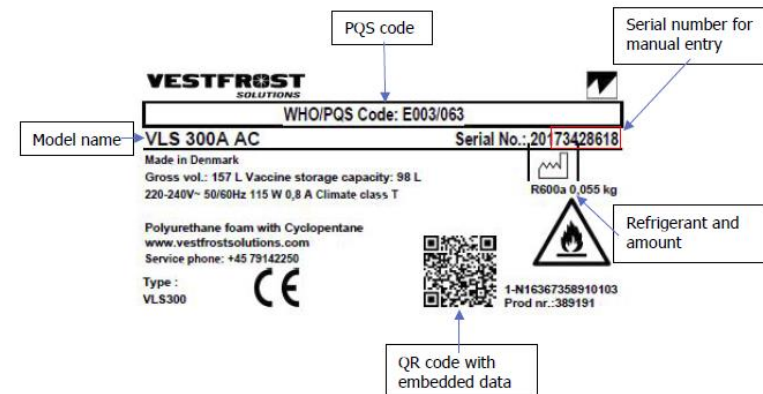 PQS code
Serial number for
manual entry
VESTFROST
SOLUTIONS
WHO/PQS Code: E003/063
Model name
VLS 300A AC
Serial No.: 20173428618
Made in Denmark
Gross vol.: 157 L Vaccine storage capacity: 98 L
220-240V~ 50/60Hz 115 W 0,8 A Climate class T
R600a 0,055 kg
Refrigerant and
amount
Polyurethane foam with Cyclopentane
www.vestfrostsolutions.com
Service phone: +45 79142250
Type :
VLS300
CE
1-N16367358910103
Prod nr.:389191
QR code with
embedded data